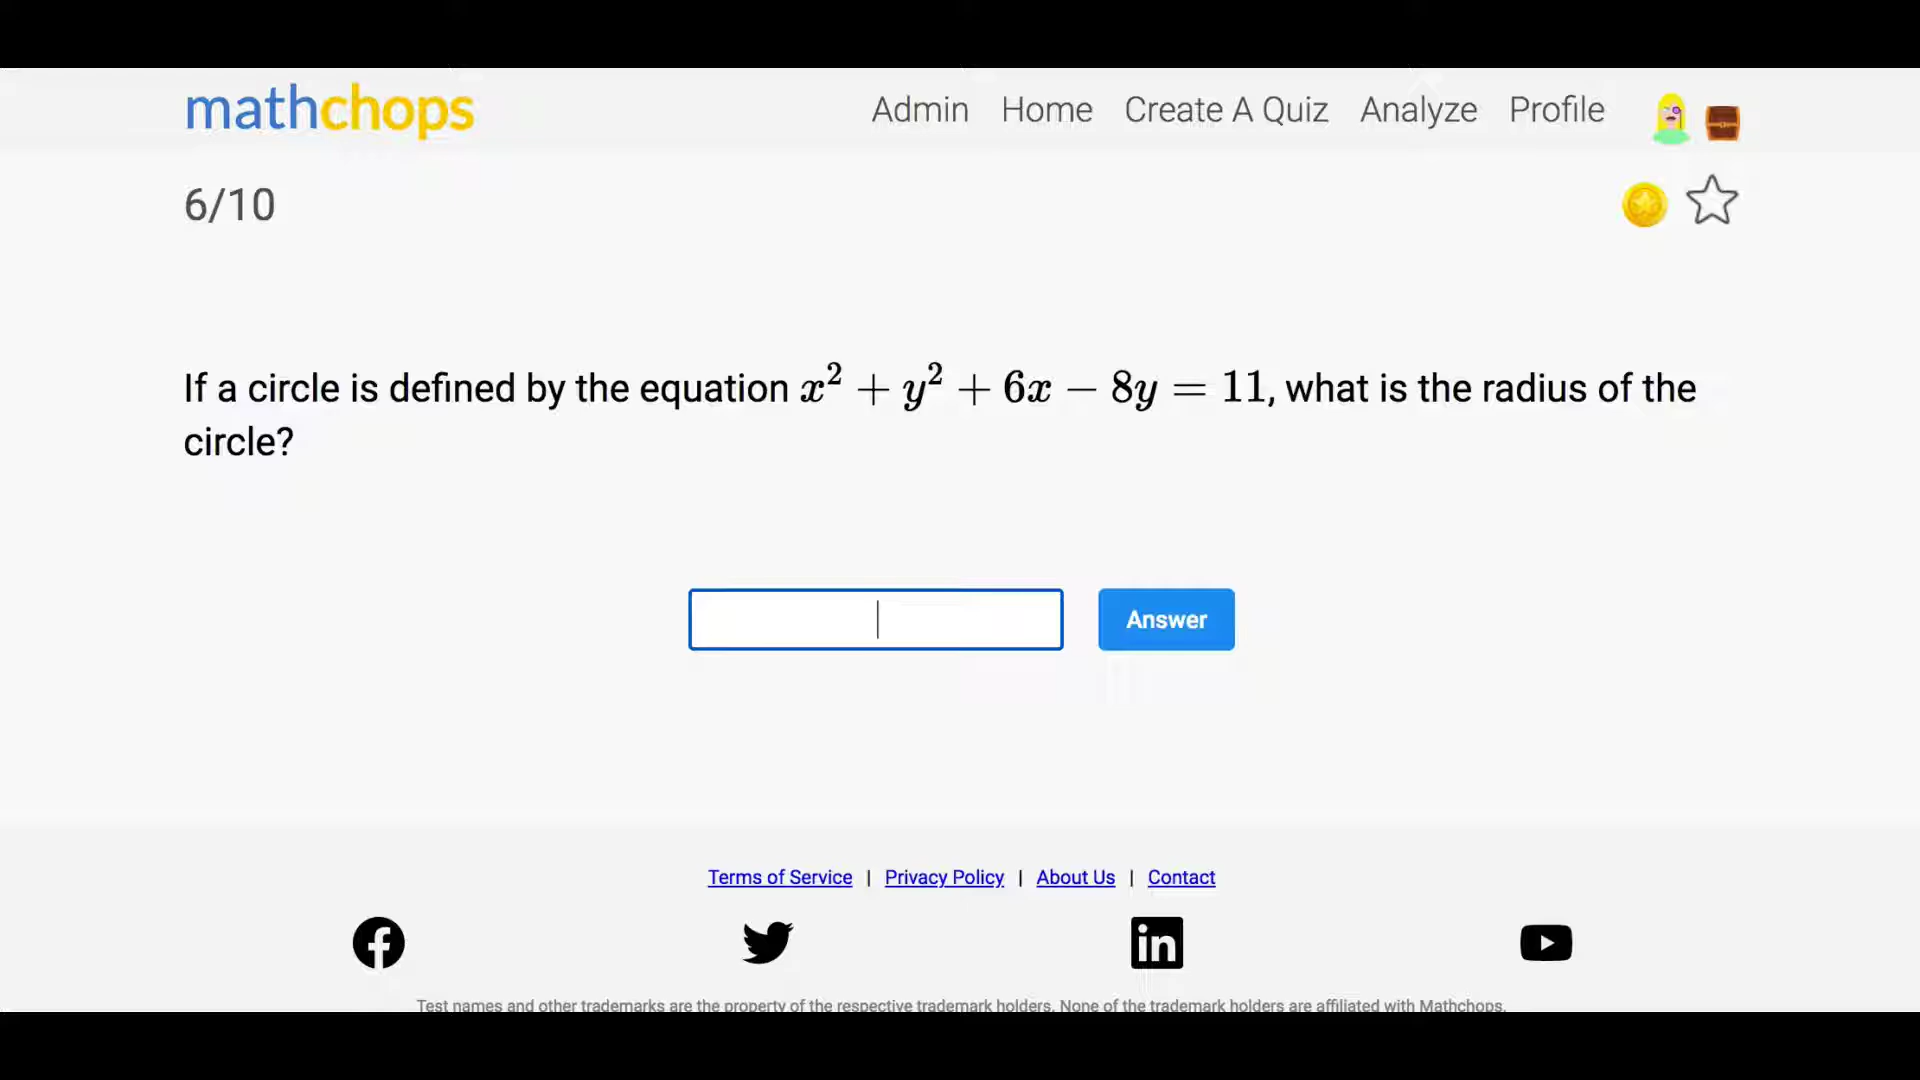 mathchops
Admin Home Create A Quiz Analyze Profile
6/10
If a circle is defined by the equation x² + y² + 6x − 8y = 11, what is the radius of the
circle?
Answer
Terms of Service | Privacy Policy | About Us | Contact
Test names and other trademarks are the property of the respective trademark holders. None of the trademark holders are affiliated with Mathchops.